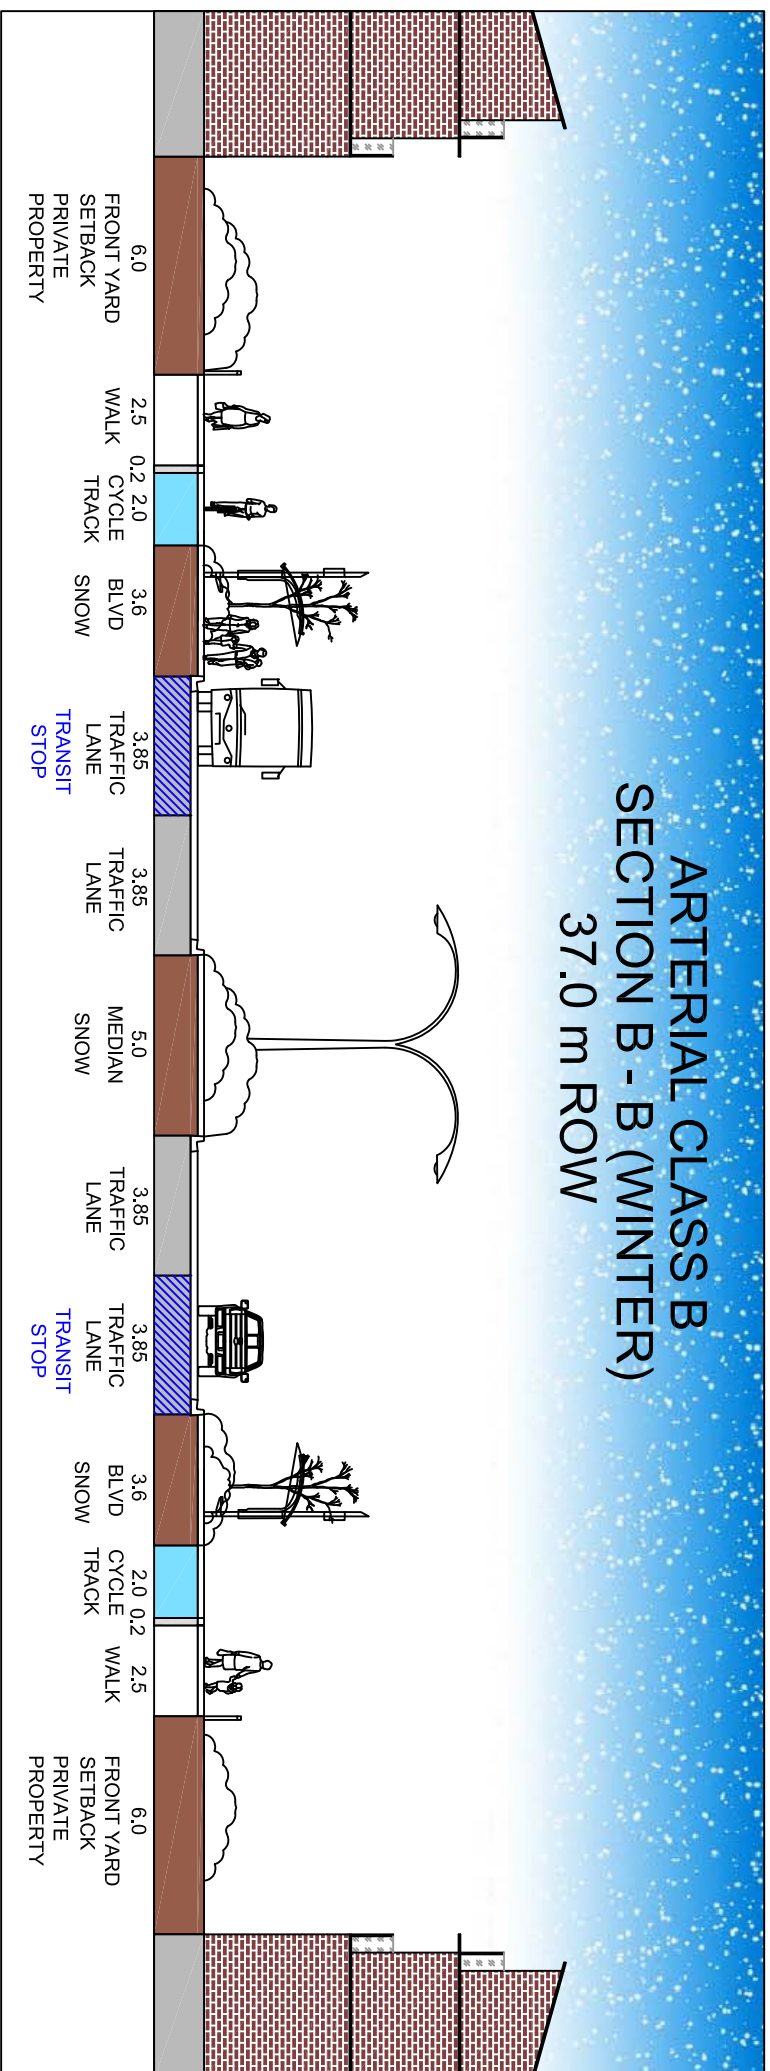 ARTERIAL CLASS B
SECTION B - B (WINTER)
37.0 m ROW
6.0
FRONT YARD
SETBACK
PRIVATE
PROPERTY
2.5
WALK
0.2
2.0
CYCLE
TRACK
3.6
BLVD
SNOW
3.85
TRAFFIC
LANE
TRANSIT
STOP
3.85
TRAFFIC
LANE
5.0
MEDIAN
SNOW
3.85
TRAFFIC
LANE
3.85
TRAFFIC
LANE
TRANSIT
STOP
3.6
BLVD
SNOW
2.0
CYCLE
TRACK
0.2
2.5
WALK
6.0
FRONT YARD
SETBACK
PRIVATE
PROPERTY